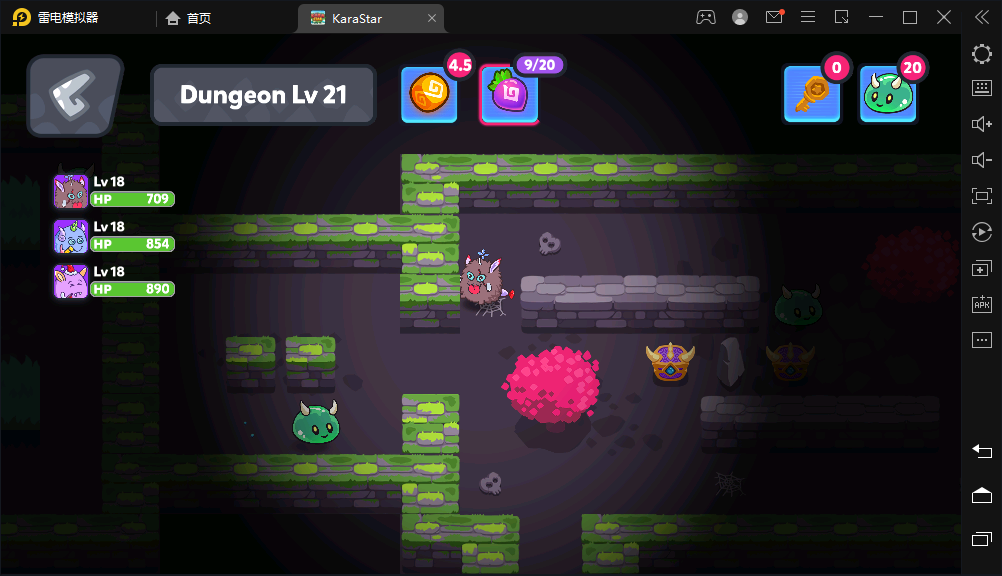 雷电模拟器
首页
KaraStar
Dungeon Lv 21
4.5
9/20
0
20
Lv 18
HP 709
Lv 18
HP 854
Lv 18
HP 890
APK